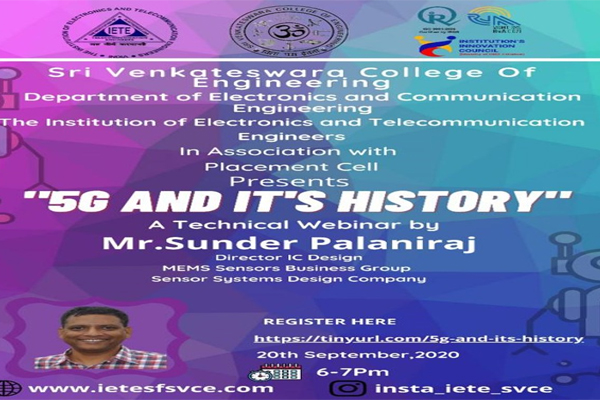 IETE
Sri Venkateswara College Of
Engineering
Department of Electronics and Communication
Engineering
The Institution of Electronics and Telecommunication
Engineers
In Association with
Placement Cell
Presents
"5G AND IT'S HISTORY"
A Technical Webinar by
Mr.Sunder Palaniraj
Director IC Design
MEMS Sensors Business Group
Sensor Systems Design Company
REGISTER HERE
https://tinyurl.com/5g-and-its-history
20th September,2020
6-7Pm
www.ietesfsvce.com
insta_iete_svce
INSTITUTION'S
INNOVATION
COUNCIL